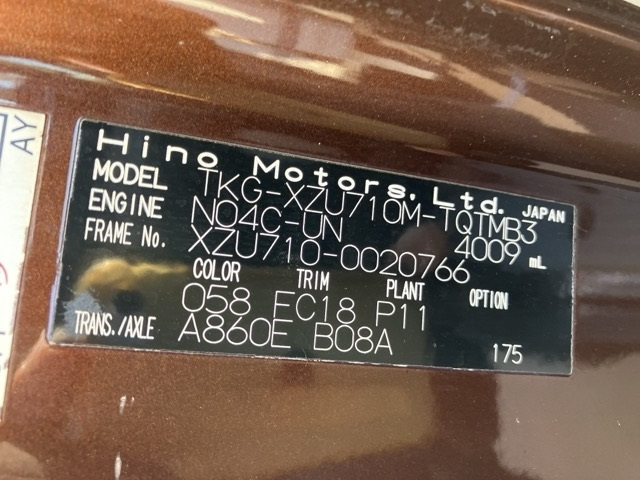 Hino Motors, Ltd. JAPAN
MODEL TKG-XZU710M-TQTMB3
ENGINE N04C-UN 4009 mL
FRAME No. XZU710-0020766
COLOR TRIM PLANT OPTION
058 FC18 P11
TRANS./AXLE A860E B08A 175
AY